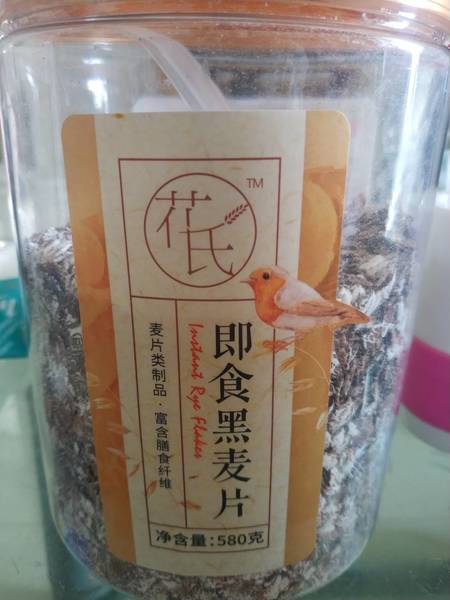 花氏
TM
即食黑麦片
Instant Rye Flakes
麦片类制品·富含膳食纤维
净含量:580克